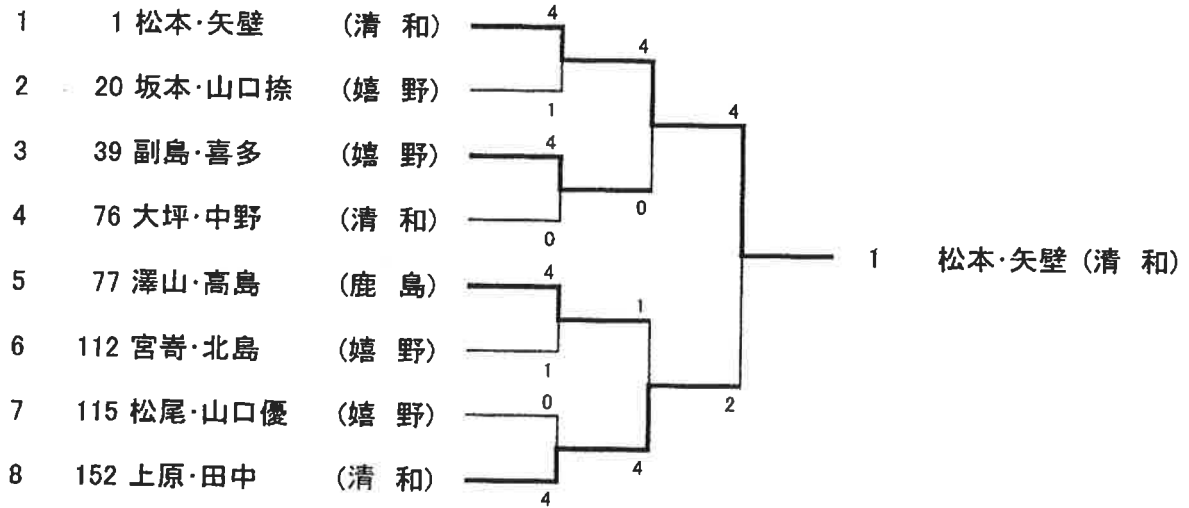 1 1 松本・矢壁 (清 和) 4
4
2 20 坂本・山口捺 (嬉 野) 1
4
3 39 副島・喜多 (嬉 野) 4
0
4 76 大坪・中野 (清 和) 0
1 松本・矢壁 (清 和)
5 77 澤山・高島 (鹿 島) 4
1
6 112 宮嵜・北島 (嬉 野) 1
7 115 松尾・山口優 (嬉 野) 0
2
4
8 152 上原・田中 (清 和) 4